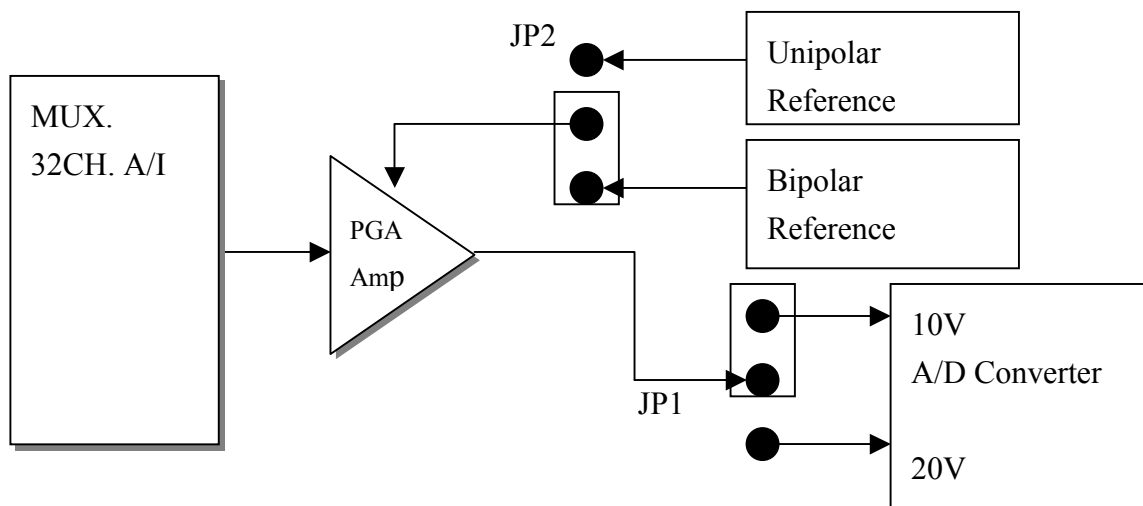 JP2
Unipolar
Reference
MUX.
32CH. A/I
Bipolar
Reference
PGA
Amp
10V
A/D Converter
JP1
20V